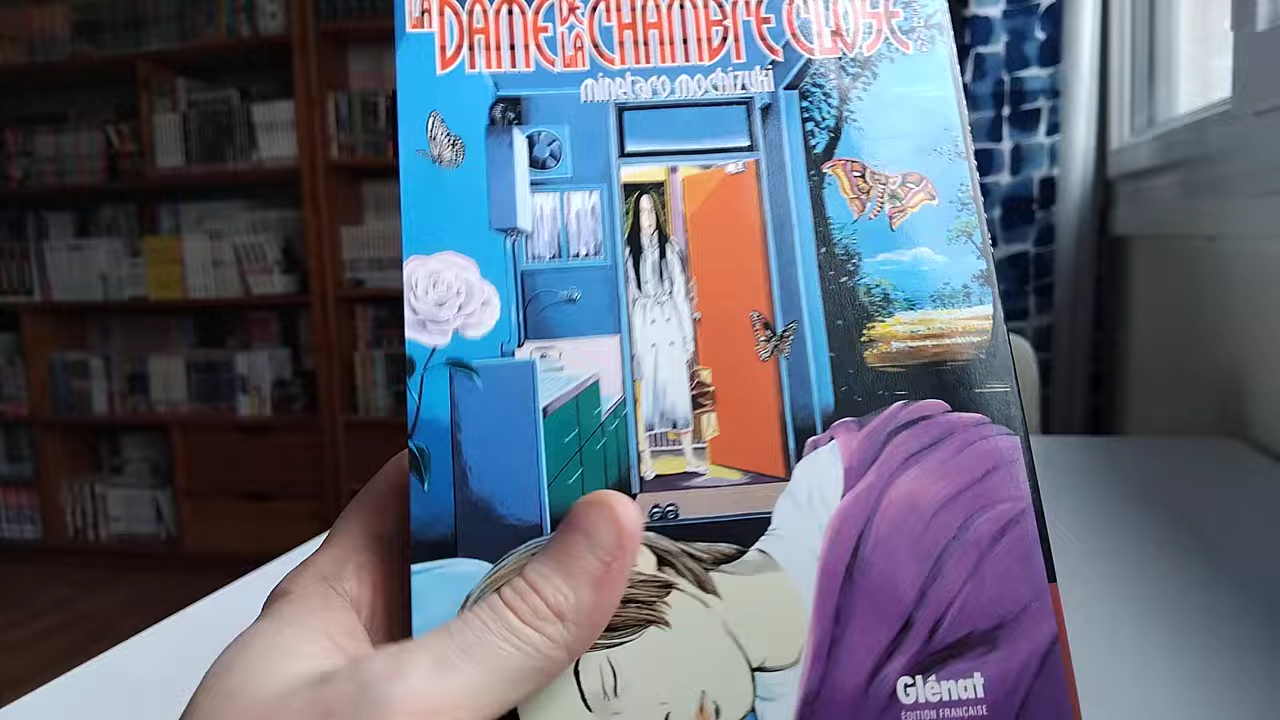 LA DAME DE LA CHAMBRE CLOSE
minetaro mochizuki
Glénat
ÉDITION FRANÇAISE